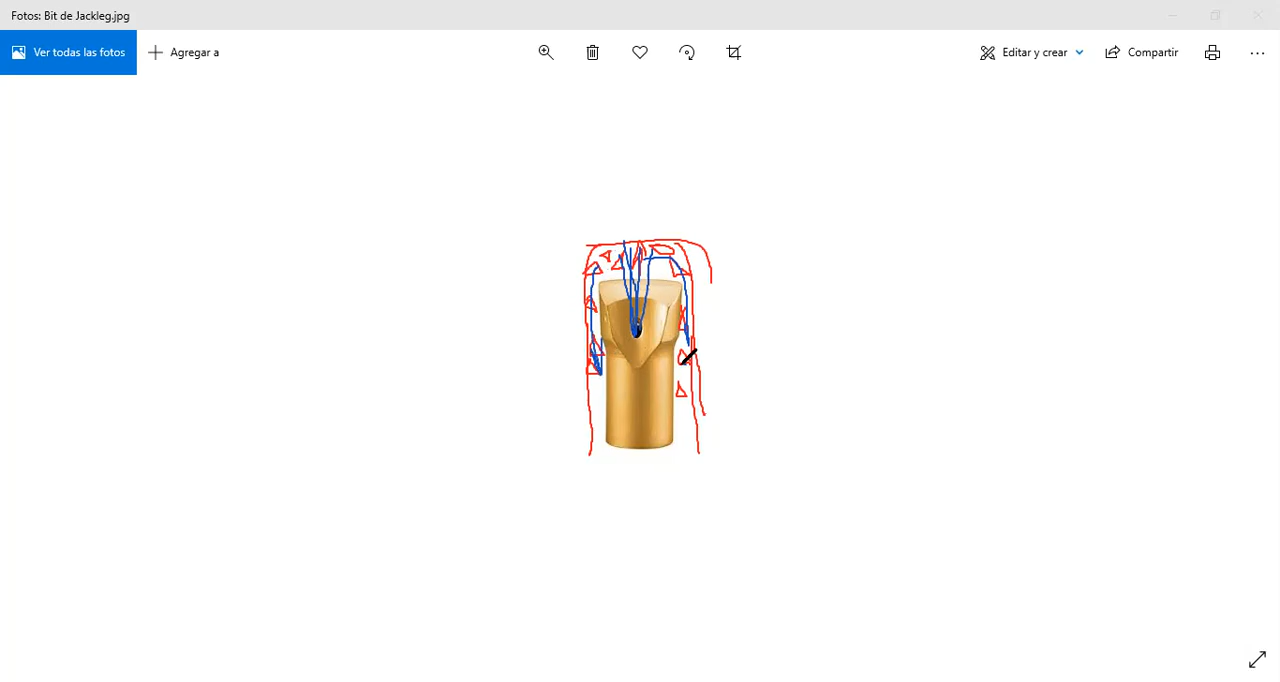 Fotos: Bit de Jackleg.jpg
Ver todas las fotos
Agregar a
Editar y crear
Compartir